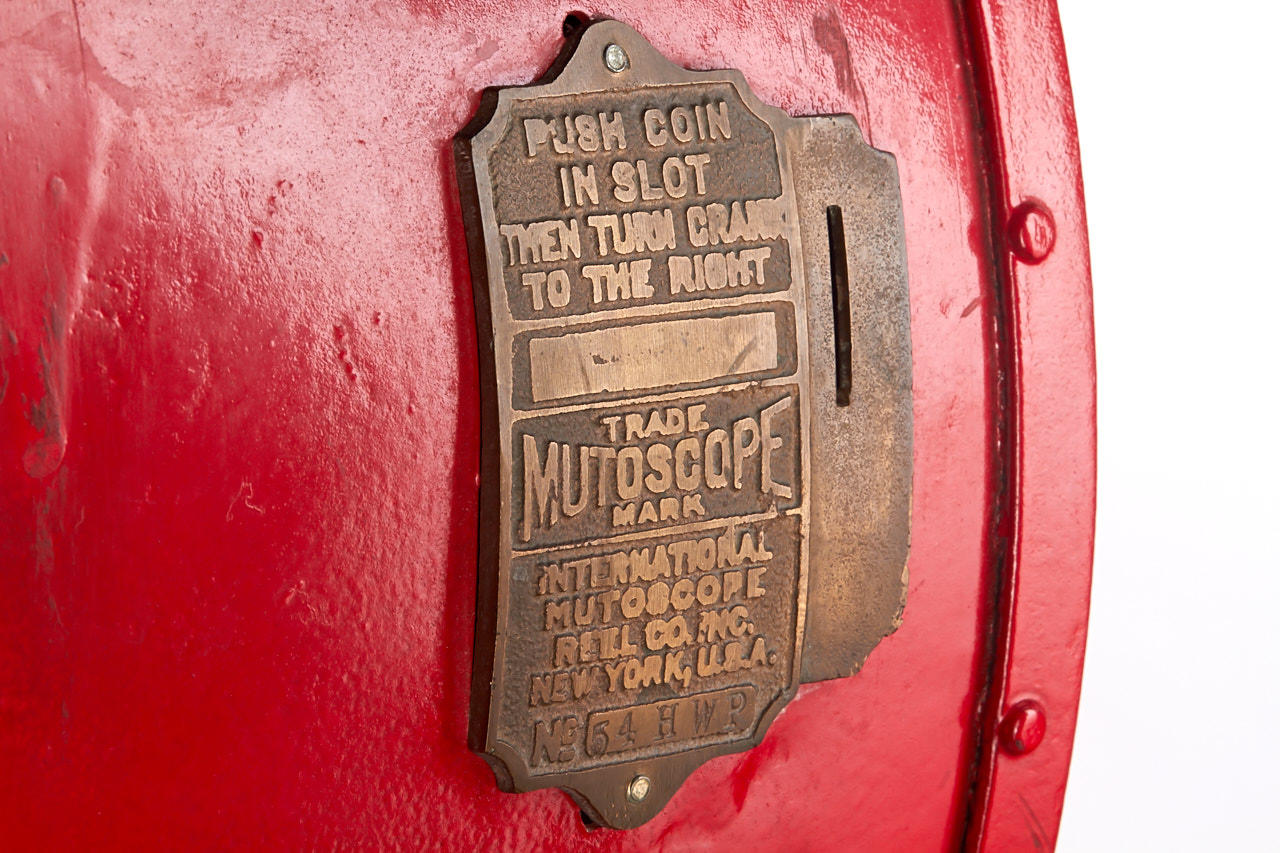 PUSH COIN
IN SLOT
THEN TURN CRANK
TO THE RIGHT
TRADE
MUTOSCOPE
MARK
INTERNATIONAL
MUTOSCOPE
REEL CO. INC.
NEW YORK, U.S.A.
No 64 HWP